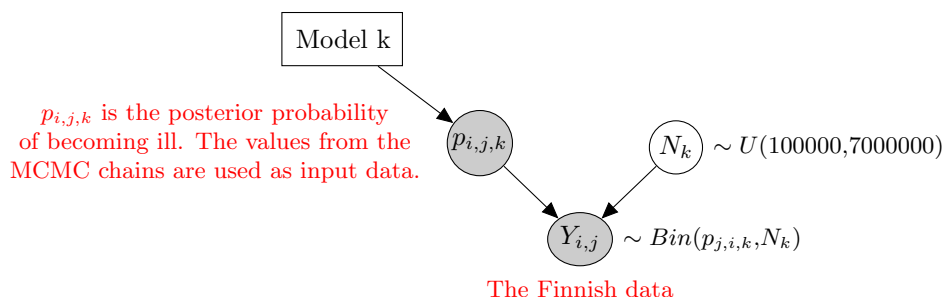 Model k
p_{i,j,k} is the posterior probability
of becoming ill. The values from the
MCMC chains are used as input data.
p_{i,j,k}
N_k ∼ U(100000,7000000)
Y_{i,j} ∼ Bin(p_{j,i,k},N_k)
The Finnish data